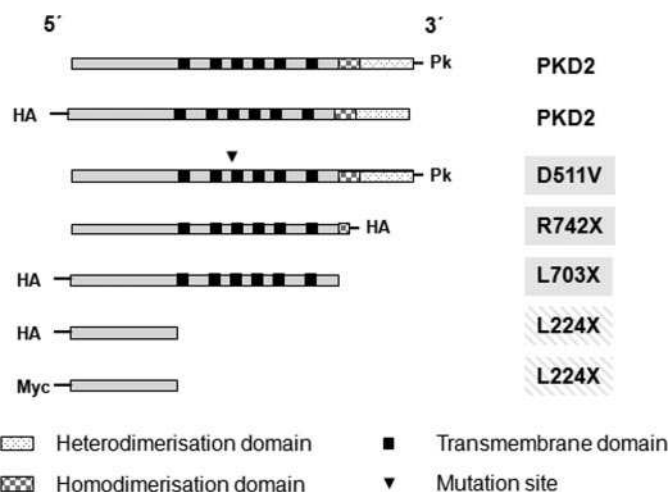 5´ 3´
Pk PKD2
HA PKD2
Pk D511V
HA R742X
HA L703X
HA L224X
Myc L224X
Heterodimerisation domain Transmembrane domain
Homodimerisation domain Mutation site